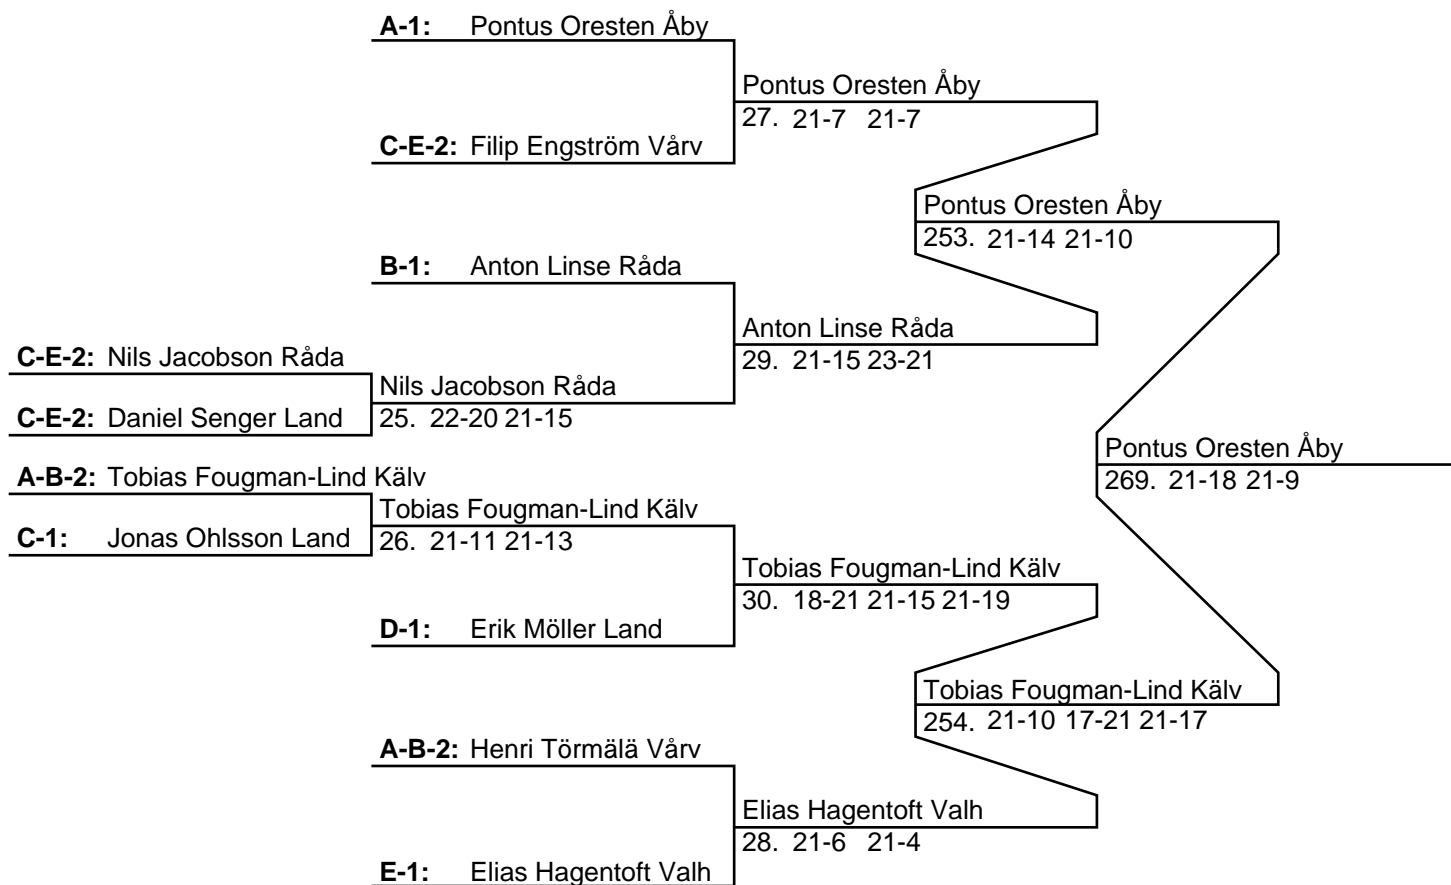 A-1: Pontus Oresten Åby
Pontus Oresten Åby
27. 21-7 21-7
C-E-2: Filip Engström Vårv
Pontus Oresten Åby
253. 21-14 21-10
B-1: Anton Linse Råda
Anton Linse Råda
29. 21-15 23-21
C-E-2: Nils Jacobson Råda
Nils Jacobson Råda
25. 22-20 21-15
C-E-2: Daniel Senger Land
Pontus Oresten Åby
269. 21-18 21-9
A-B-2: Tobias Fougman-Lind Kälv
Tobias Fougman-Lind Kälv
26. 21-11 21-13
C-1: Jonas Ohlsson Land
Tobias Fougman-Lind Kälv
30. 18-21 21-15 21-19
D-1: Erik Möller Land
Tobias Fougman-Lind Kälv
254. 21-10 17-21 21-17
A-B-2: Henri Törmälä Vårv
Elias Hagentoft Valh
28. 21-6 21-4
E-1: Elias Hagentoft Valh